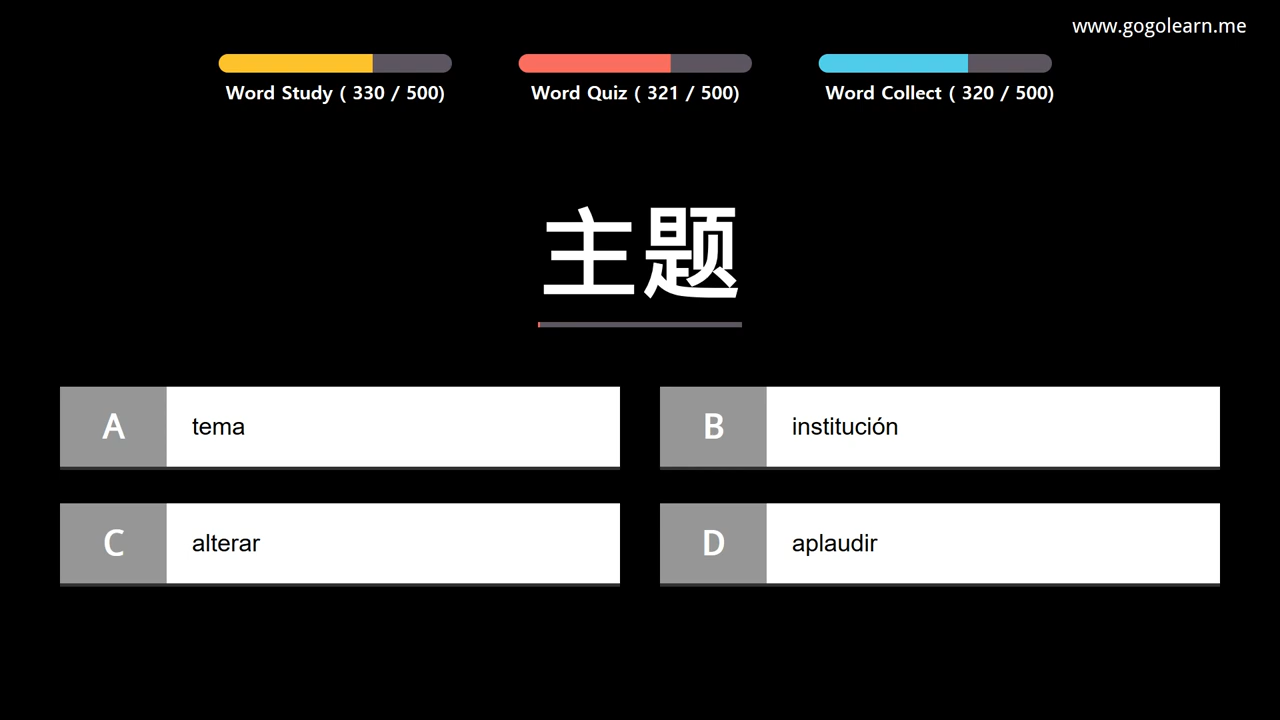 www.gogolearn.me
Word Study ( 330 / 500)
Word Quiz ( 321 / 500)
Word Collect ( 320 / 500)
主题
A tema
B institución
C alterar
D aplaudir